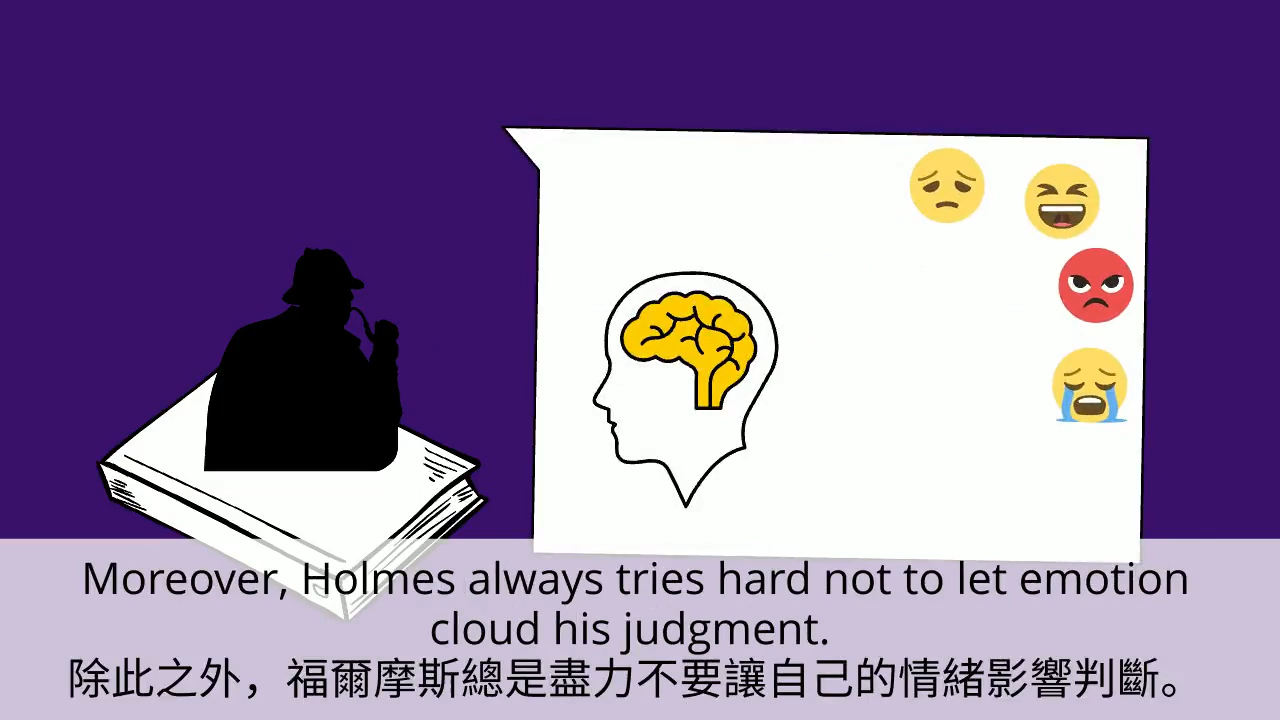 Moreover, Holmes always tries hard not to let emotion
cloud his judgment.
除此之外，福爾摩斯總是盡力不要讓自己的情緒影響判斷。